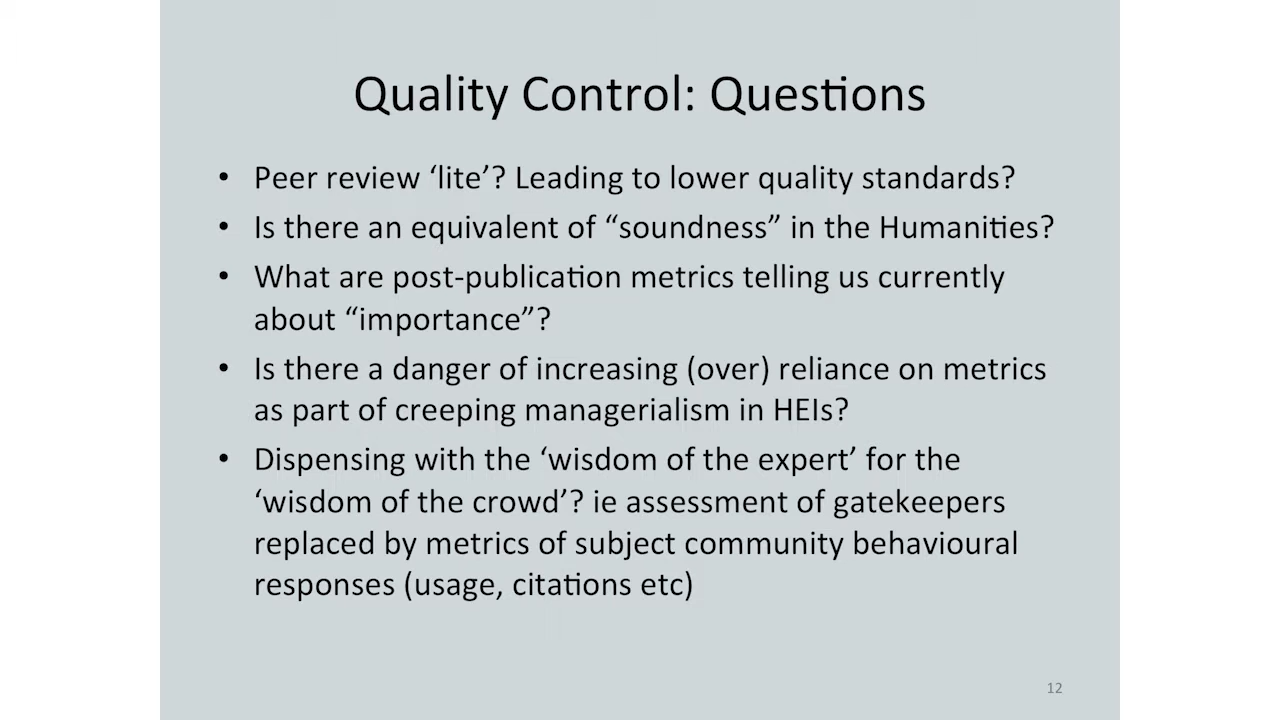 Quality Control: Questions
• Peer review ‘lite’? Leading to lower quality standards?
• Is there an equivalent of “soundness” in the Humanities?
• What are post-publication metrics telling us currently
about “importance”?
• Is there a danger of increasing (over) reliance on metrics
as part of creeping managerialism in HEIs?
• Dispensing with the ‘wisdom of the expert’ for the
‘wisdom of the crowd’? ie assessment of gatekeepers
replaced by metrics of subject community behavioural
responses (usage, citations etc)
12